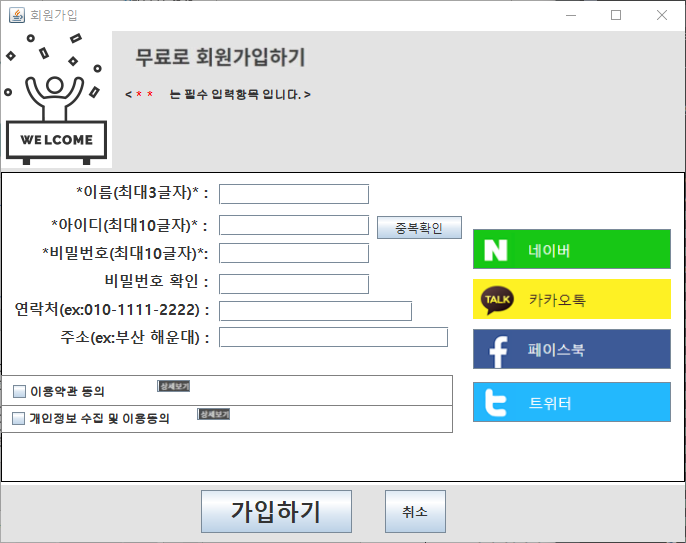 회원가입
WELCOME
무료로 회원가입하기
< * * 는 필수 입력항목 입니다. >
*이름(최대3글자)* :
*아이디(최대10글자)* :
중복확인
*비밀번호(최대10글자)*:
비밀번호 확인 :
연락처(ex:010-1111-2222) :
주소(ex:부산 해운대) :
N 네이버
TALK 카카오톡
f 페이스북
t 트위터
이용약관 동의 상세보기
개인정보 수집 및 이용동의 상세보기
가입하기
취소